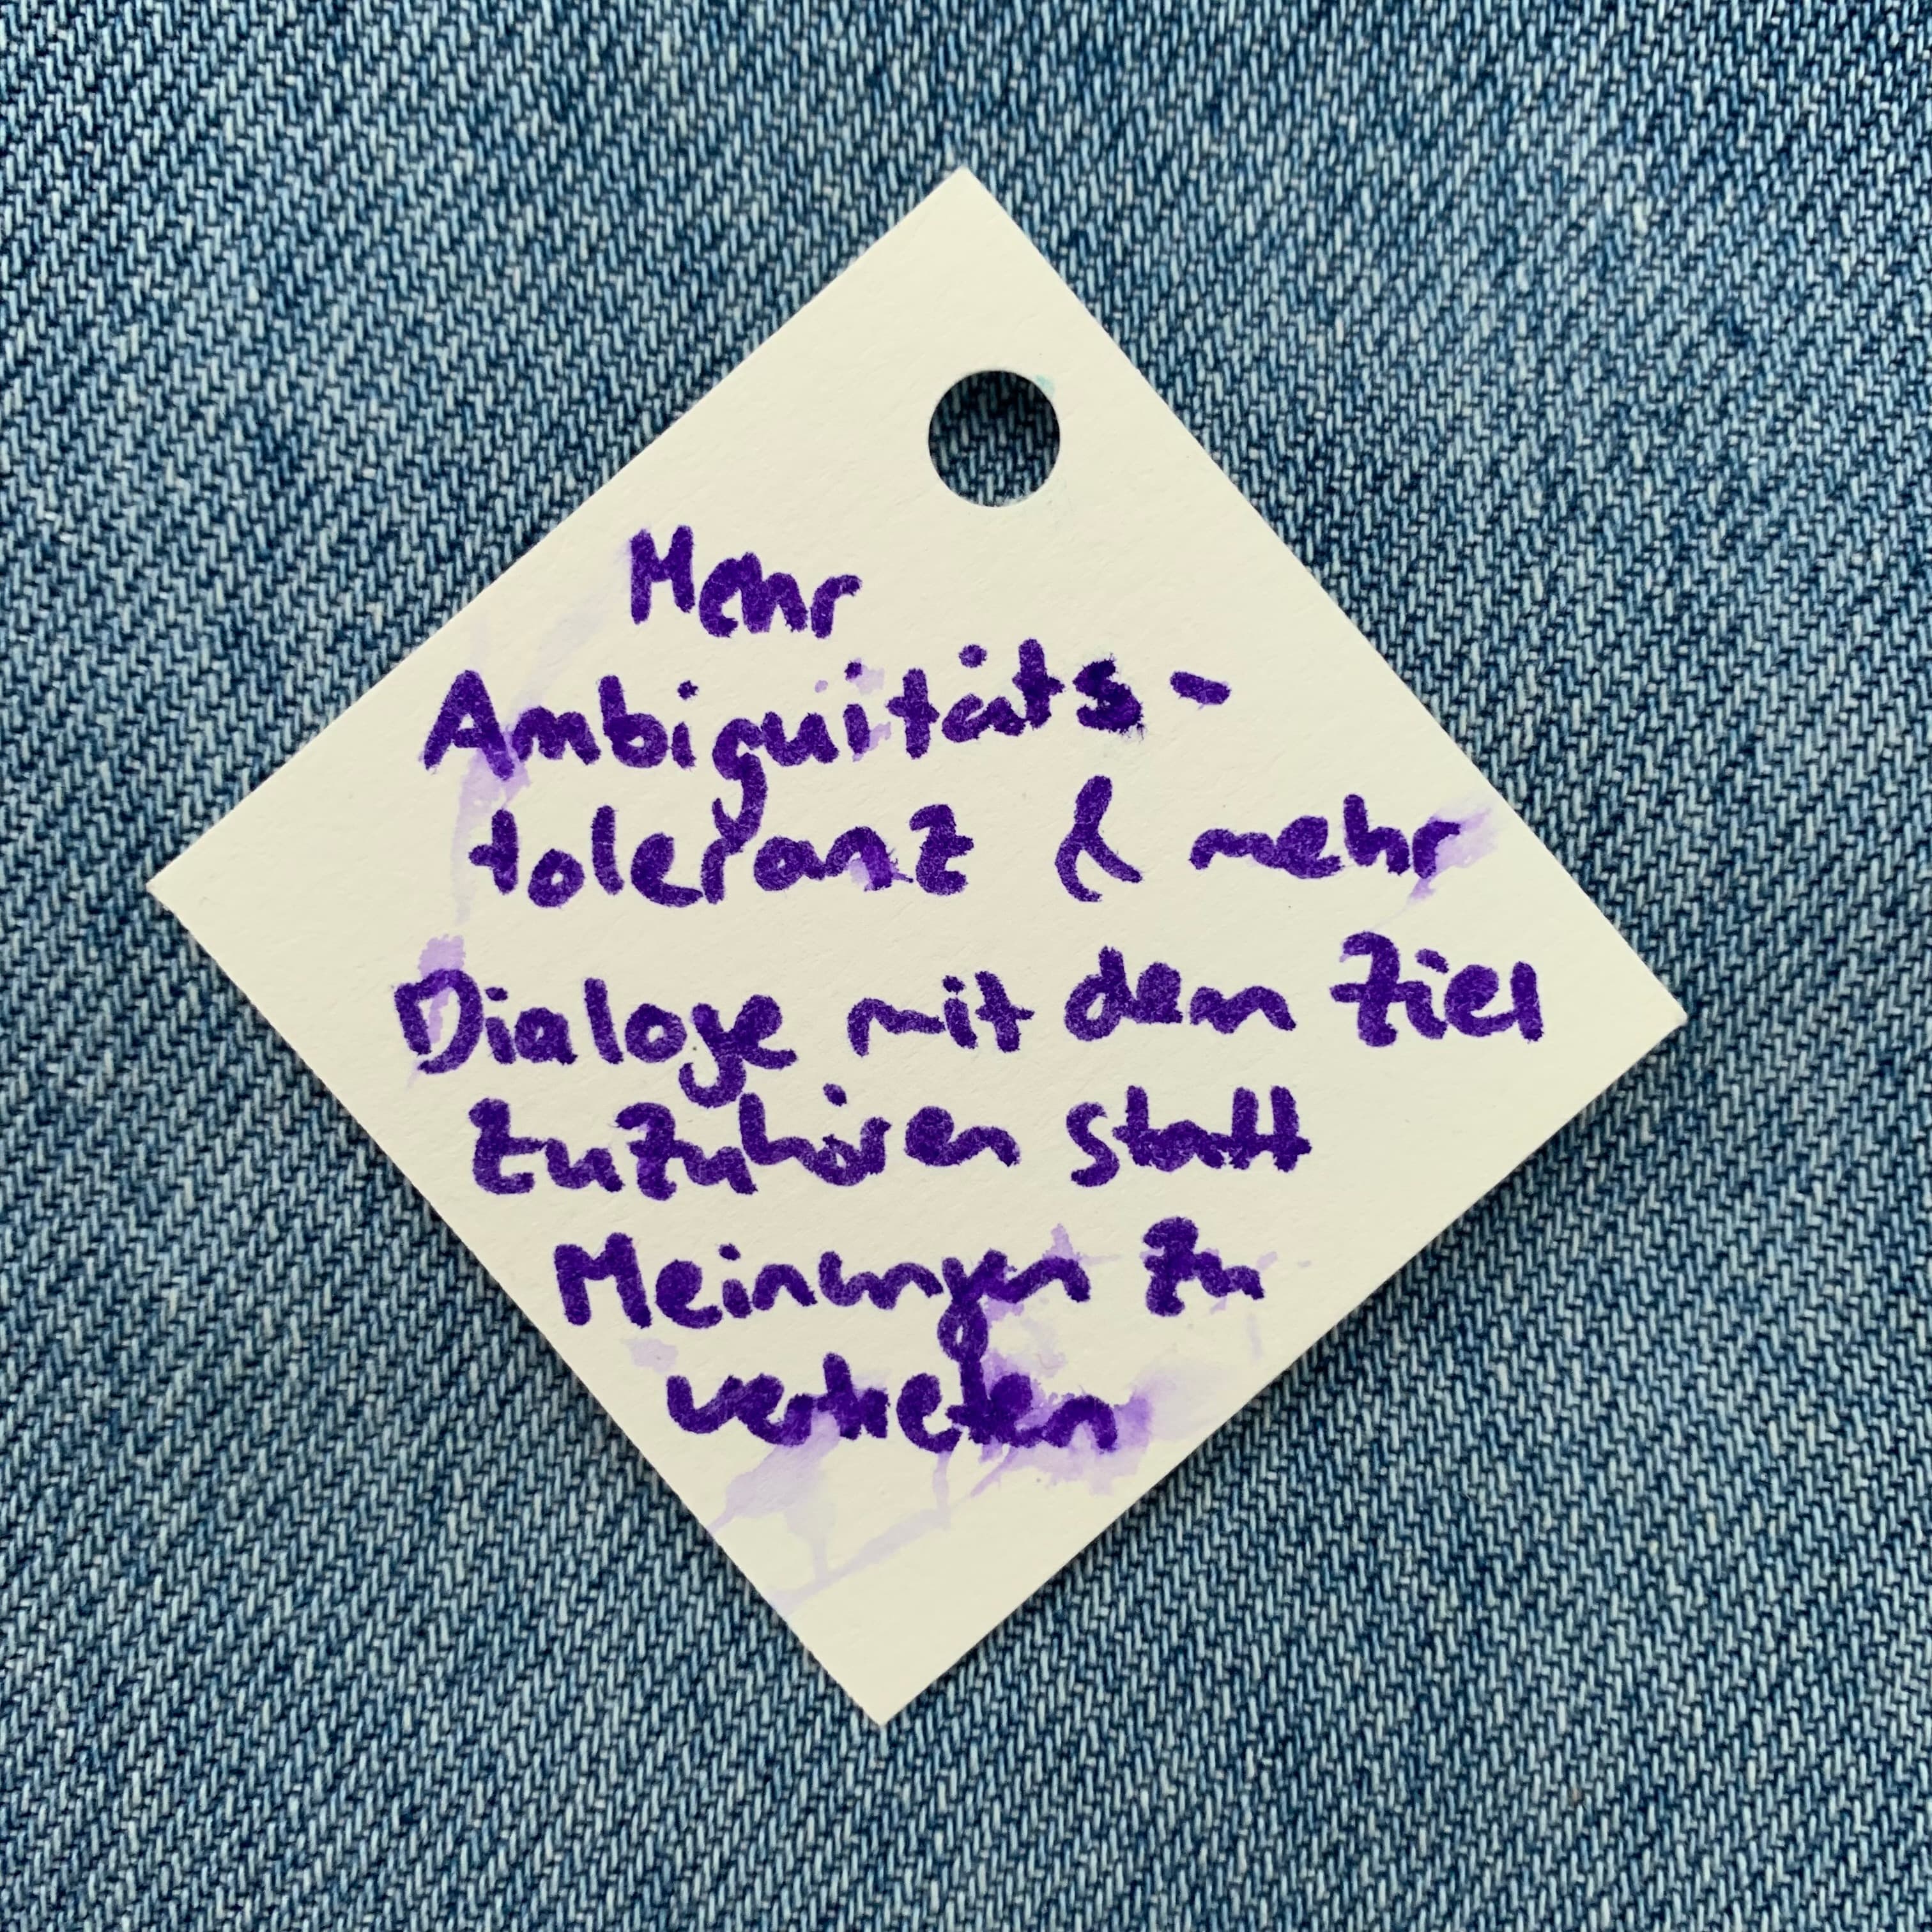 Mehr
Ambiguitäts-
toleranz & mehr
Dialoge mit dem Ziel
zuzuhören statt
Meinungen zu
vertreten